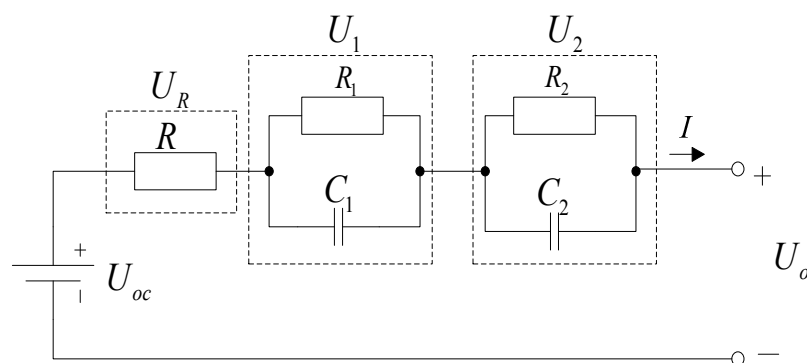 U_1
U_2
U_R
R_1
R_2
R
I
C_1
C_2
+
+
U_oc
U_o
−
−